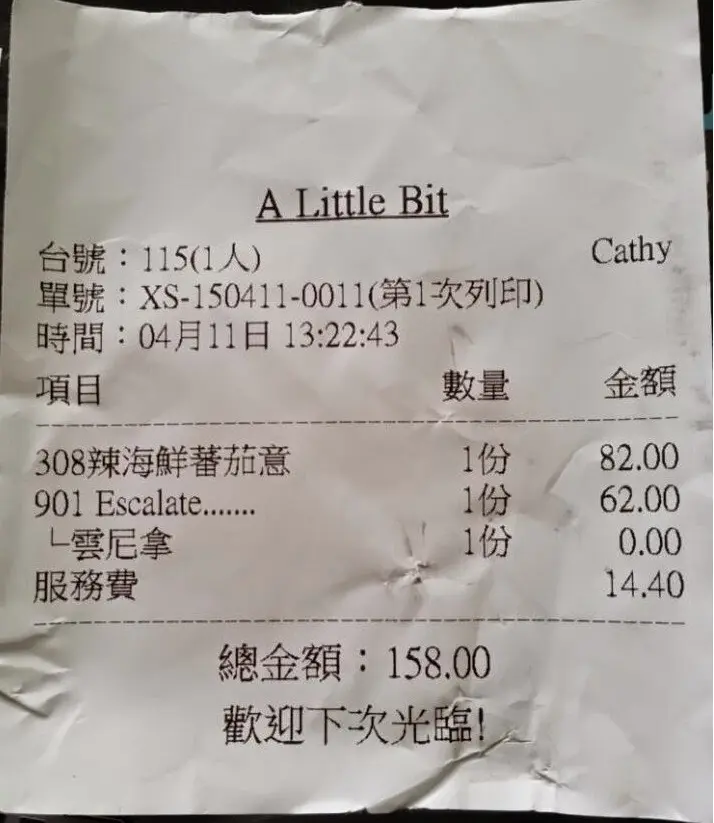 A Little Bit
台號：115(1人) Cathy
單號：XS-150411-0011(第1次列印)
時間：04月11日 13:22:43
項目 數量 金額
308辣海鮮蕃茄意 1份 82.00
901 Escalate....... 1份 62.00
└雲尼拿 1份 0.00
服務費 14.40
總金額：158.00
歡迎下次光臨!